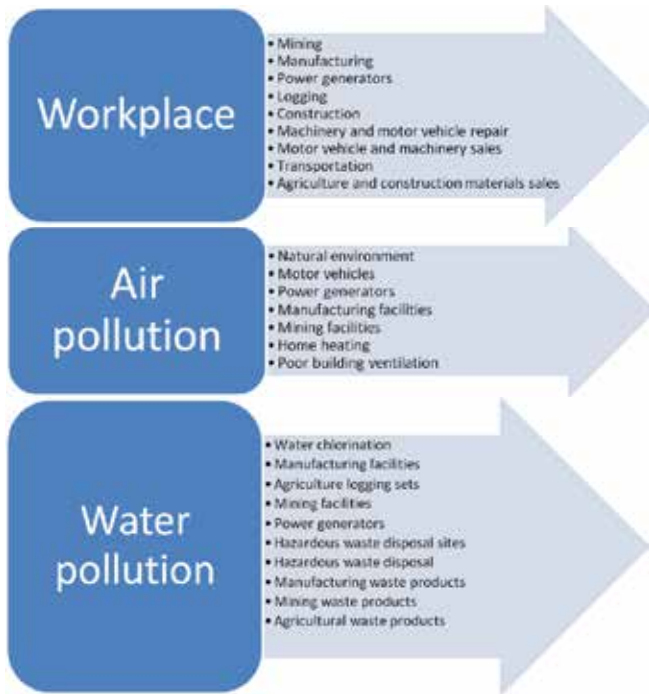 Workplace
• Mining
• Manufacturing
• Power generators
• Logging
• Construction
• Machinery and motor vehicle repair
• Motor vehicle and machinery sales
• Transportation
• Agriculture and construction materials sales
Air
pollution
• Natural environment
• Motor vehicles
• Power generators
• Manufacturing facilities
• Mining facilities
• Home heating
• Poor building ventilation
Water
pollution
• Water chlorination
• Manufacturing facilities
• Agriculture logging sets
• Mining facilities
• Power generators
• Hazardous waste disposal sites
• Hazardous waste disposal
• Manufacturing waste products
• Mining waste products
• Agricultural waste products